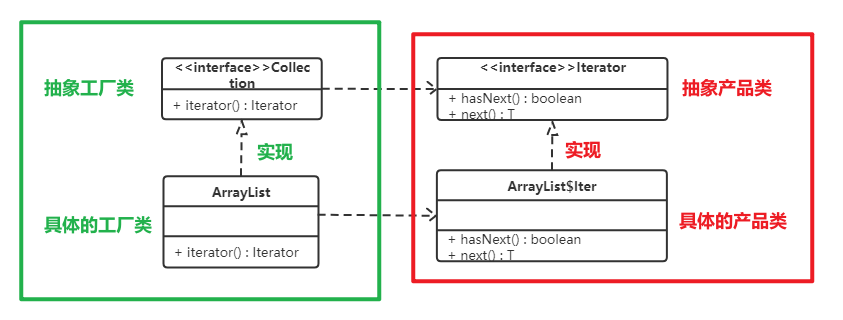 抽象工厂类
<<interface>>Collec
tion
+ iterator() : Iterator
实现
具体的工厂类
ArrayList
+ iterator() : Iterator
<<interface>>Iterator
+ hasNext() : boolean
+ next() : T
抽象产品类
实现
ArrayList$Iter
+ hasNext() : boolean
+ next() : T
具体的产品类